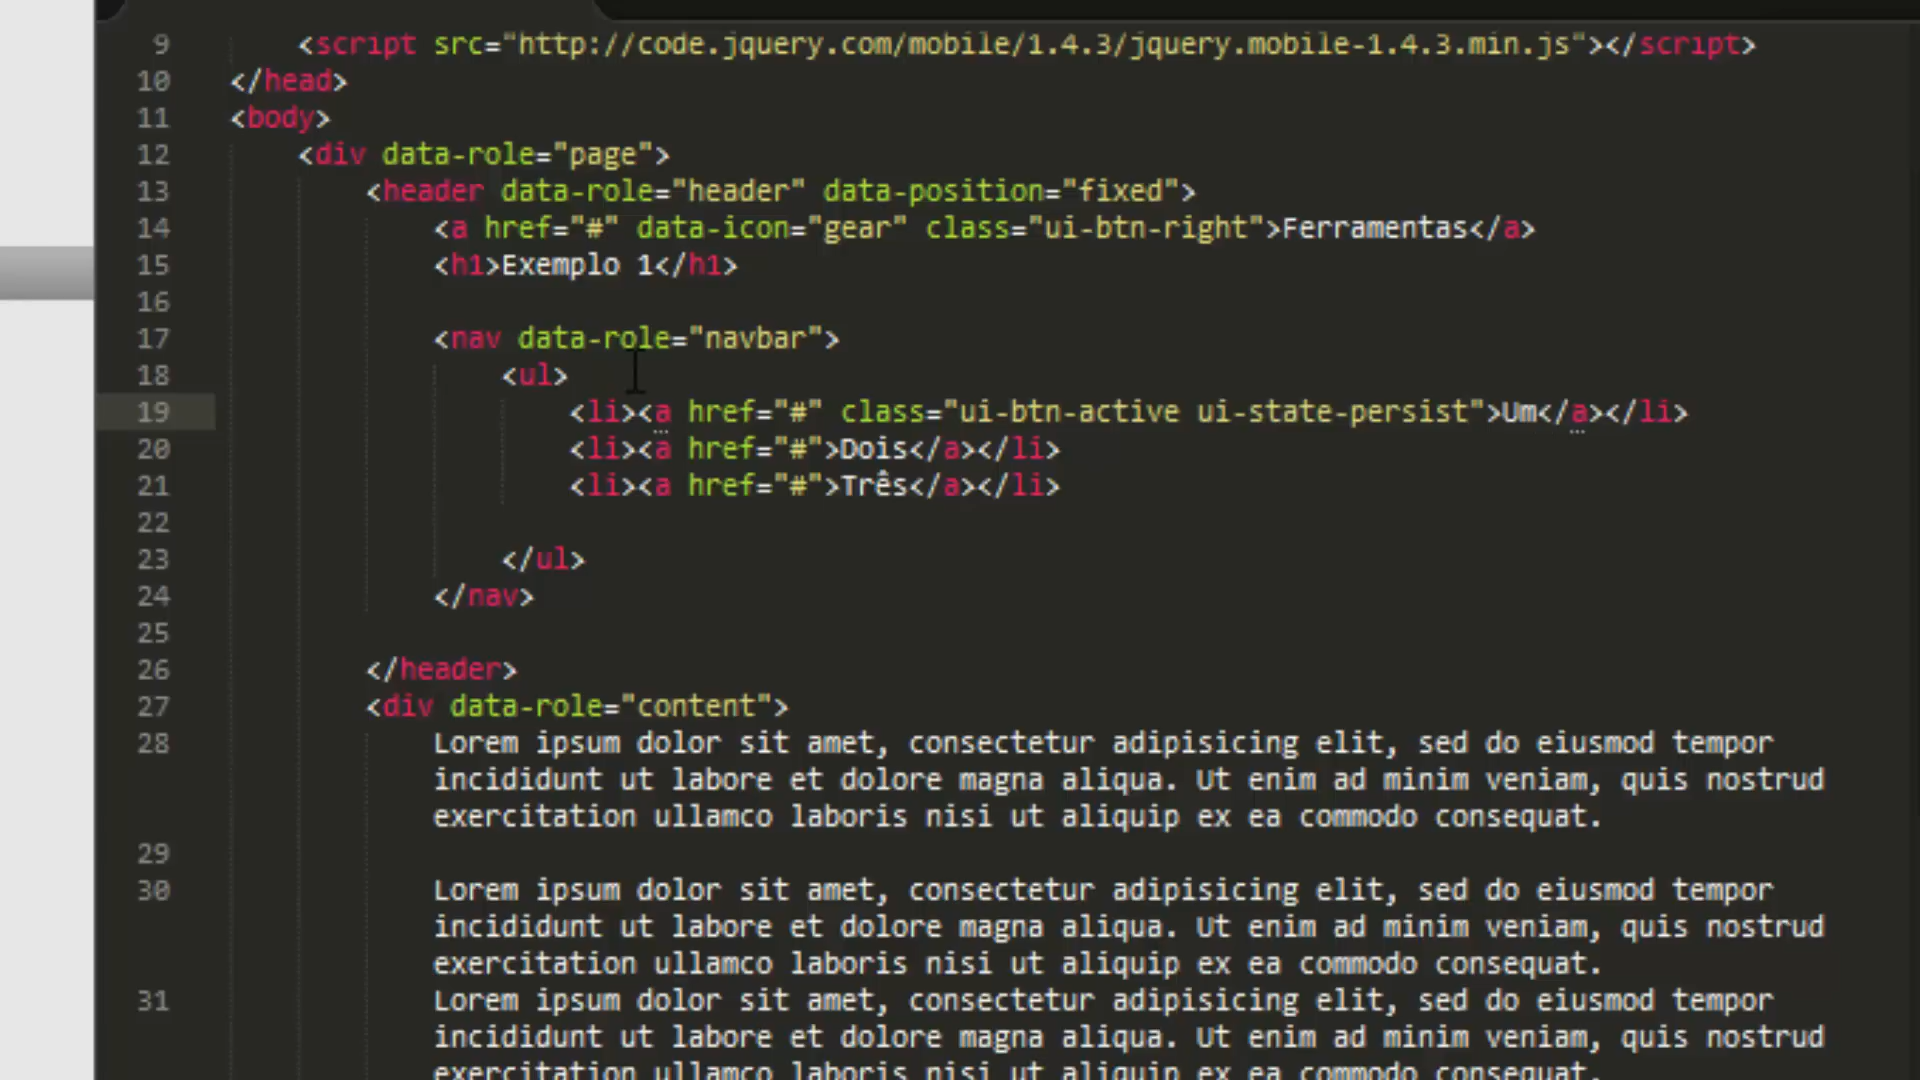 9 <script src="http://code.jquery.com/mobile/1.4.3/jquery.mobile-1.4.3.min.js"></script>
10 </head>
11 <body>
12 <div data-role="page">
13 <header data-role="header" data-position="fixed">
14 <a href="#" data-icon="gear" class="ui-btn-right">Ferramentas</a>
15 <h1>Exemplo 1</h1>
16
17 <nav data-role="navbar">
18 <ul>
19 <li><a href="#" class="ui-btn-active ui-state-persist">Um</a></li>
20 <li><a href="#">Dois</a></li>
21 <li><a href="#">Três</a></li>
22
23 </ul>
24 </nav>
25
26 </header>
27 <div data-role="content">
28 Lorem ipsum dolor sit amet, consectetur adipisicing elit, sed do eiusmod tempor
incididunt ut labore et dolore magna aliqua. Ut enim ad minim veniam, quis nostrud
exercitation ullamco laboris nisi ut aliquip ex ea commodo consequat.
29
30 Lorem ipsum dolor sit amet, consectetur adipisicing elit, sed do eiusmod tempor
incididunt ut labore et dolore magna aliqua. Ut enim ad minim veniam, quis nostrud
exercitation ullamco laboris nisi ut aliquip ex ea commodo consequat.
31 Lorem ipsum dolor sit amet, consectetur adipisicing elit, sed do eiusmod tempor
incididunt ut labore et dolore magna aliqua. Ut enim ad minim veniam, quis nostrud
exercitation ullamco laboris nisi ut aliquip ex ea commodo consequat.